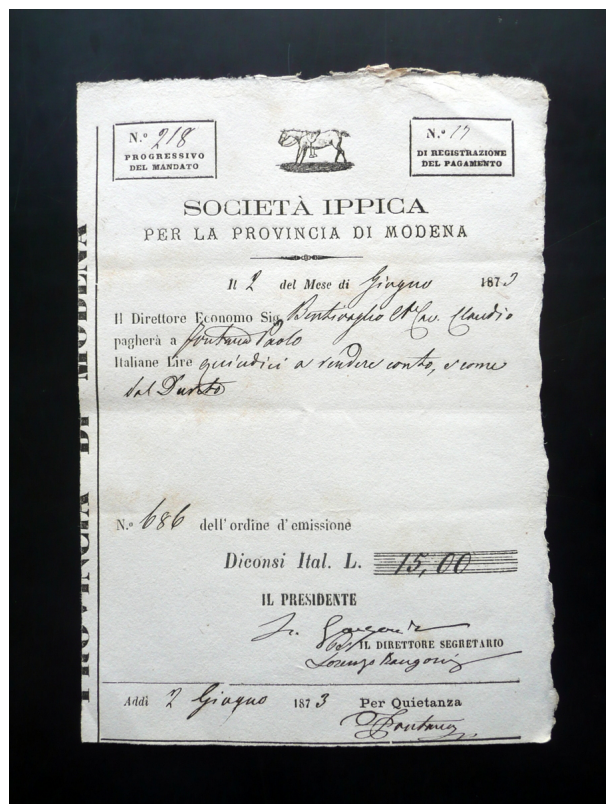 N.º 218
PROGRESSIVO
DEL MANDATO
N.º 17
DI REGISTRAZIONE
DEL PAGAMENTO
SOCIETÀ IPPICA
PER LA PROVINCIA DI MODENA
Il 2 del Mese di Giugno 1873
Il Direttore Economo Sig. Bentivoglio Cte Cav. Claudio
pagherà a Fontana Paolo
Italiane Lire quindici a rendere conto, e come
dal
N.º 686 dell'ordine d'emissione
Diconsi Ital. L. 15,00
IL PRESIDENTE
IL DIRETTORE SEGRETARIO
Lorenzo Rangoni
Addì 2 Giugno 1873 Per Quietanza
Fontana
PROVINCIA DI MODENA